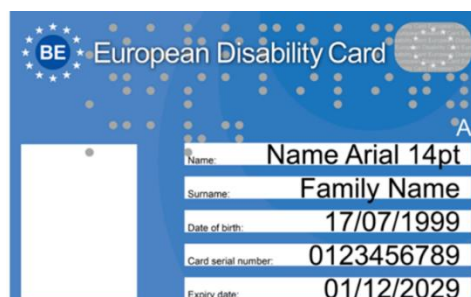 BE European Disability Card
A
Name: Name Arial 14pt
Surname: Family Name
Date of birth: 17/07/1999
Card serial number: 0123456789
Expiry date: 01/12/2029